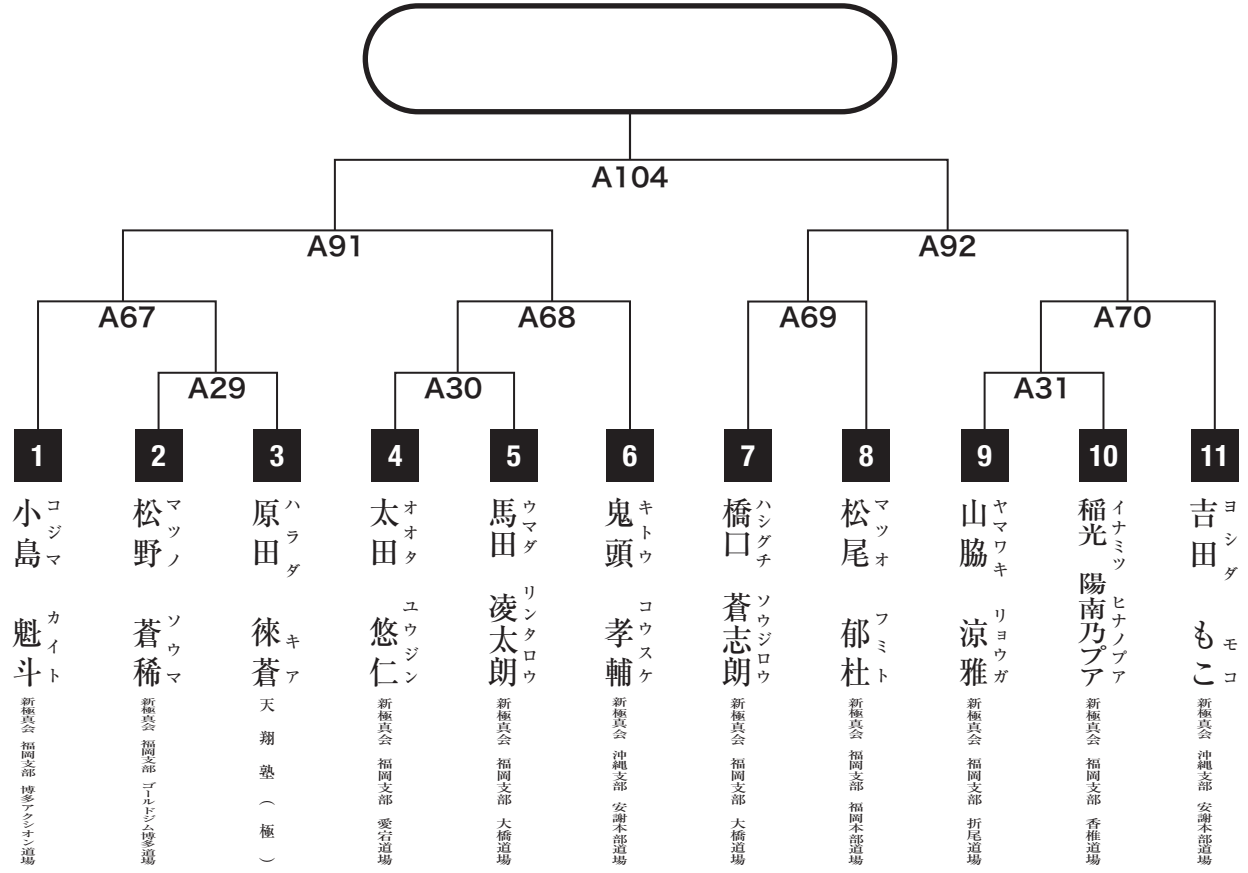 A104
A91
A92
A67
A68
A69
A70
A29
A30
A31
1
小島 魁斗
コジマ カイト
新極真会 福岡支部 博多アクシオン道場
2
松野 蒼稀
マツノ ソウマ
新極真会 福岡支部 ゴールドジム博多道場
3
原田 徠蒼
ハラダ キア
天翔塾(極)
4
太田 悠仁
オオタ ユウジン
新極真会 福岡支部 愛宕道場
5
馬田 凌太朗
ウマダ リンタロウ
新極真会 福岡支部 大橋道場
6
鬼頭 孝輔
キトウ コウスケ
新極真会 沖縄支部 安謝本部道場
7
橋口 蒼志朗
ハシグチ ソウジロウ
新極真会 福岡支部 大橋道場
8
松尾 郁杜
マツオ フミト
新極真会 福岡支部 福岡本部道場
9
山脇 涼雅
ヤマワキ リョウガ
新極真会 福岡支部 折尾道場
10
稲光 陽南乃プア
イナミツ ヒナノプア
新極真会 福岡支部 香椎道場
11
吉田 もこ
ヨシダ モコ
新極真会 沖縄支部 安謝本部道場